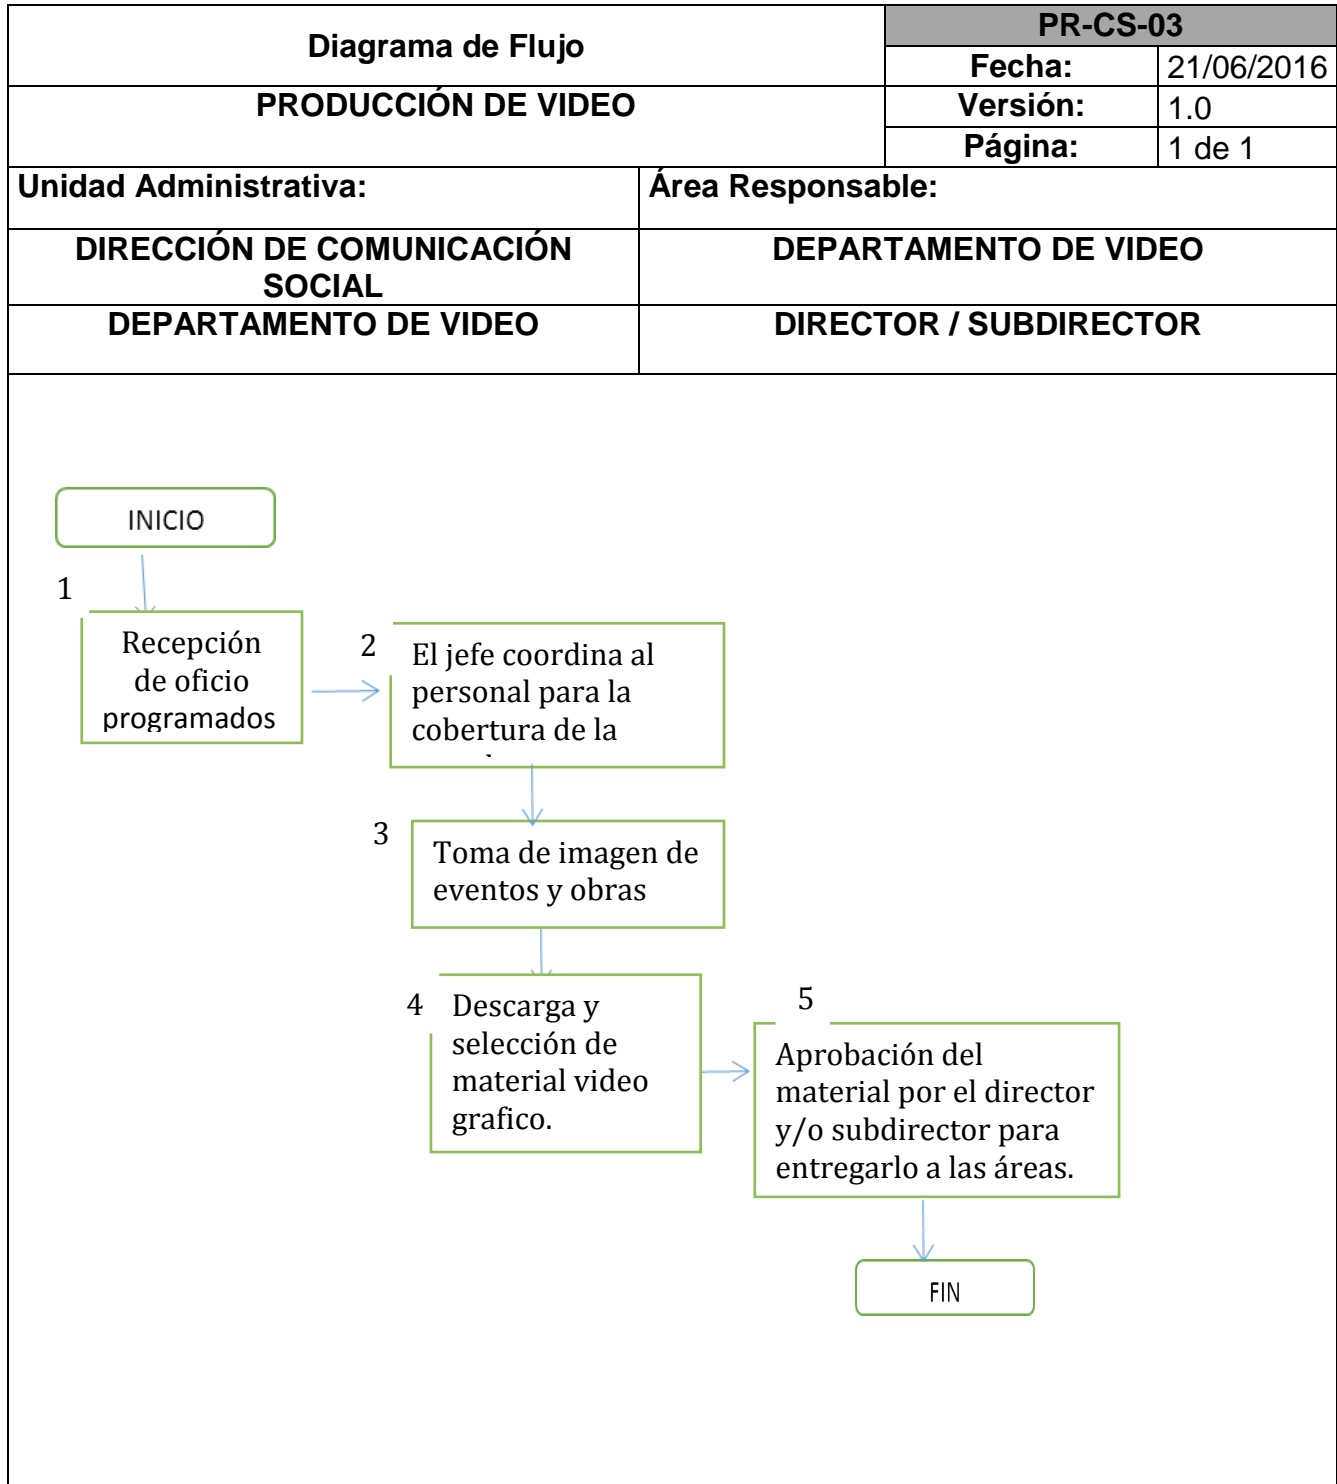 Diagrama de Flujo
PR-CS-03
Fecha:
21/06/2016
PRODUCCIÓN DE VIDEO
Versión:
1.0
Página:
1 de 1
Unidad Administrativa:
Área Responsable:
DIRECCIÓN DE COMUNICACIÓN
SOCIAL
DEPARTAMENTO DE VIDEO
DEPARTAMENTO DE VIDEO
DIRECTOR / SUBDIRECTOR
INICIO
1
Recepción
de oficio
programados
2
El jefe coordina al
personal para la
cobertura de la
3
Toma de imagen de
eventos y obras
4
Descarga y
selección de
material video
grafico.
5
Aprobación del
material por el director
y/o subdirector para
entregarlo a las áreas.
FIN